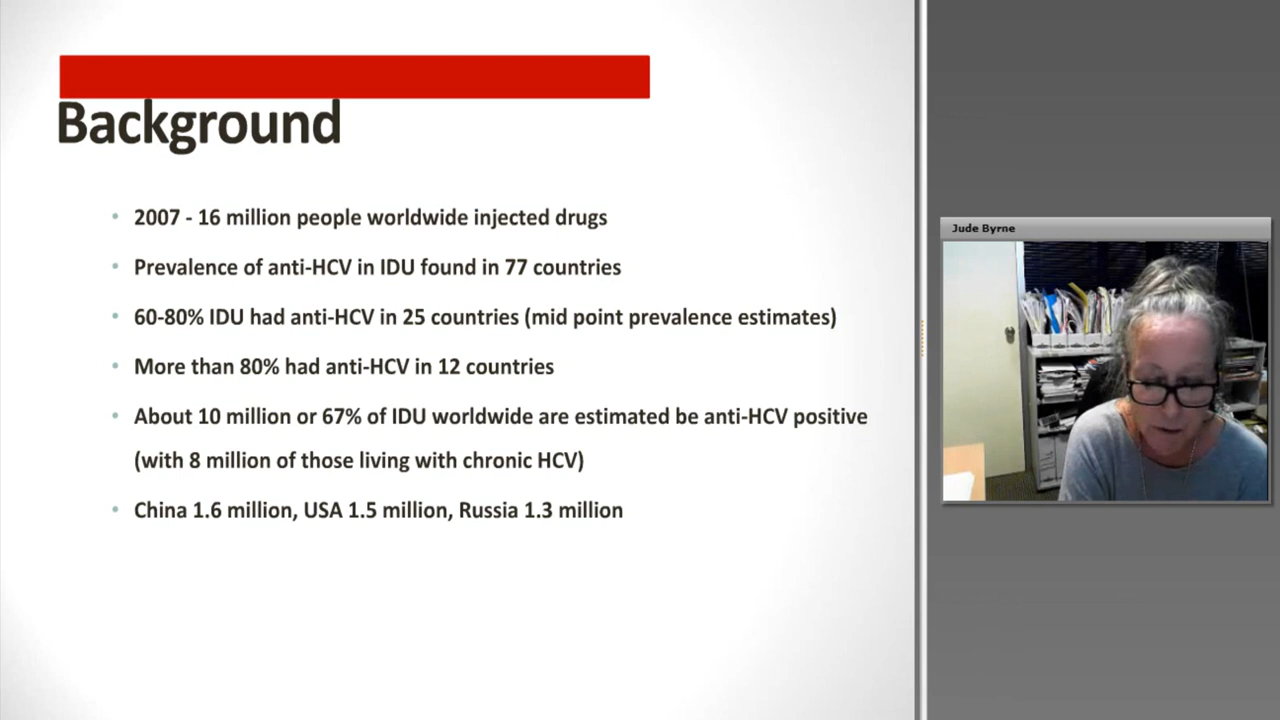 Background
2007 - 16 million people worldwide injected drugs
Prevalence of anti-HCV in IDU found in 77 countries
60-80% IDU had anti-HCV in 25 countries (mid point prevalence estimates)
More than 80% had anti-HCV in 12 countries
About 10 million or 67% of IDU worldwide are estimated be anti-HCV positive
(with 8 million of those living with chronic HCV)
China 1.6 million, USA 1.5 million, Russia 1.3 million
Jude Byrne